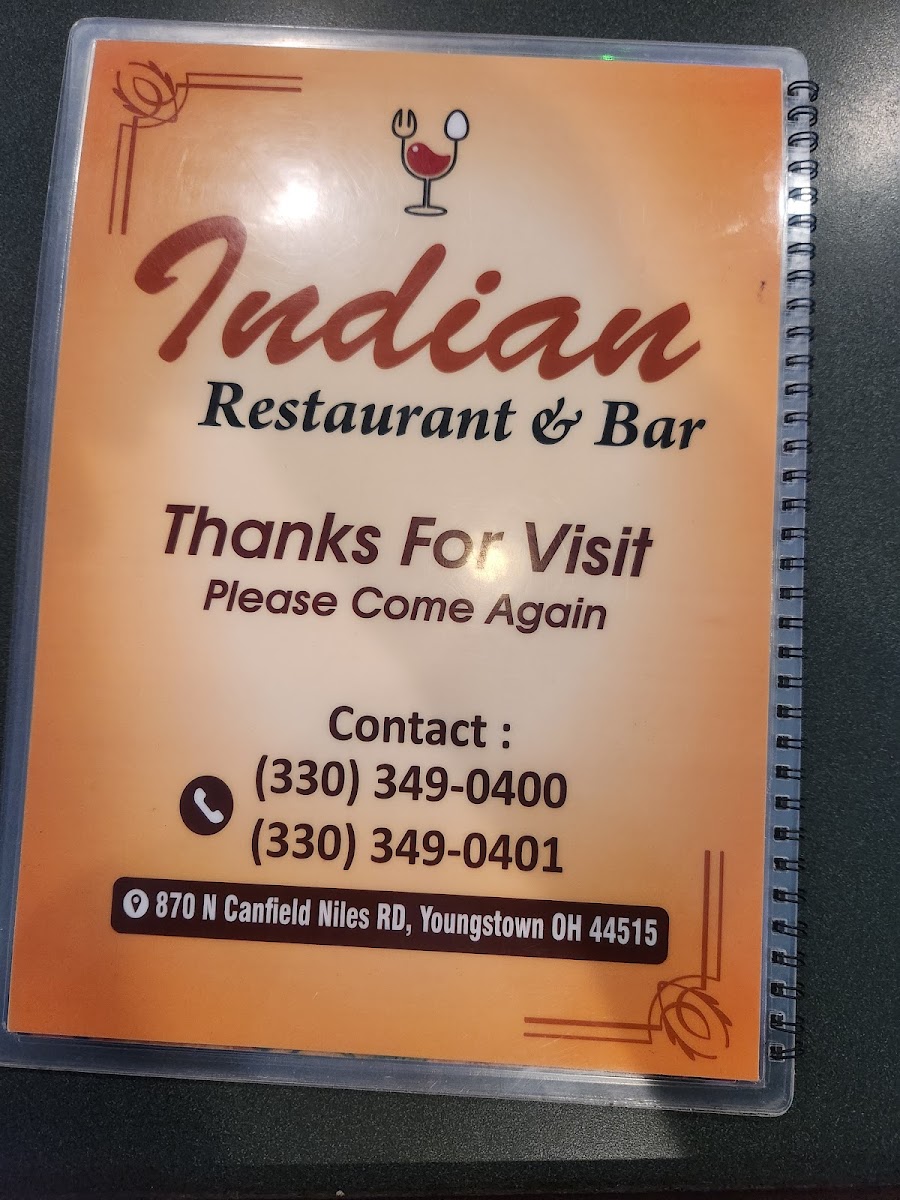 Indian
Restaurant & Bar
Thanks For Visit
Please Come Again
Contact :
(330) 349-0400
(330) 349-0401
870 N Canfield Niles RD, Youngstown OH 44515